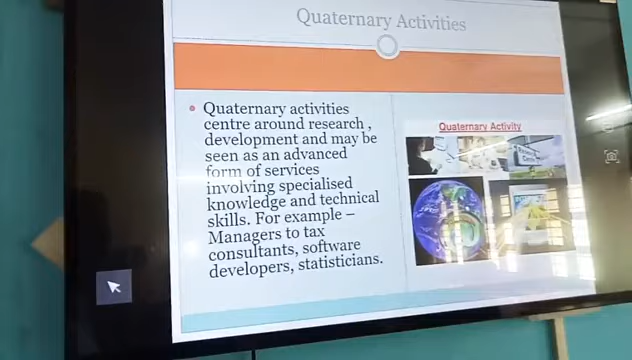 Quaternary Activities
Quaternary activities
centre around research ,
development and may be
seen as an advanced
form of services
involving specialised
knowledge and technical
skills. For example –
Managers to tax
consultants, software
developers, statisticians.
Quaternary Activity